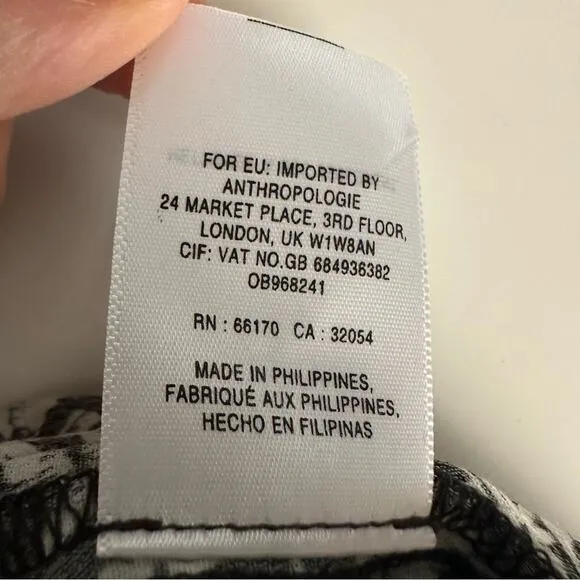 FOR EU: IMPORTED BY
ANTHROPOLOGIE
24 MARKET PLACE, 3RD FLOOR,
LONDON, UK W1W8AN
CIF: VAT NO.GB 684936382
OB968241
RN : 66170 CA : 32054
MADE IN PHILIPPINES,
FABRIQUÉ AUX PHILIPPINES,
HECHO EN FILIPINAS